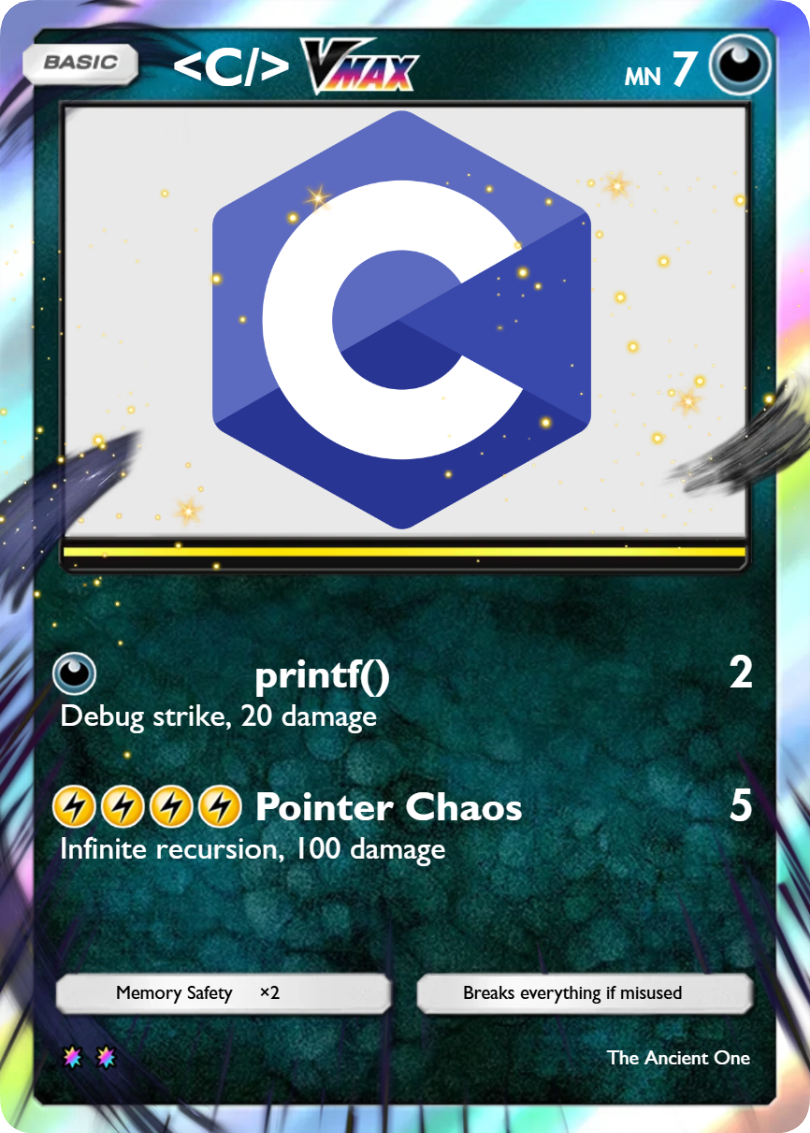 BASIC <C/> VMAX MN 7
C
printf() 2
Debug strike, 20 damage
Pointer Chaos 5
Infinite recursion, 100 damage
Memory Safety ×2 Breaks everything if misused
The Ancient One